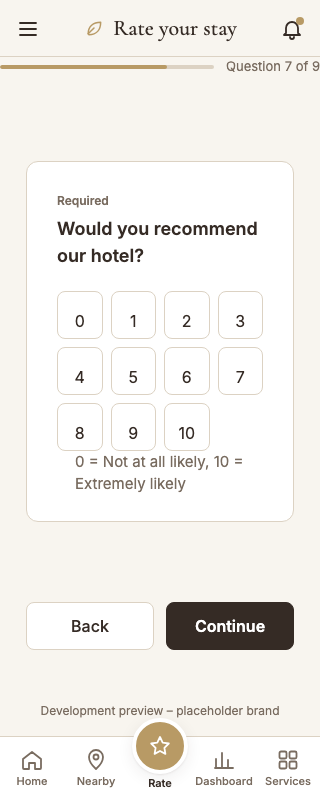 Rate your stay
Question 7 of 9
Required
Would you recommend
our hotel?
0 1 2 3
4 5 6 7
8 9 10
0 = Not at all likely, 10 =
Extremely likely
Back Continue
Development preview – placeholder brand
Home Nearby Rate Dashboard Services